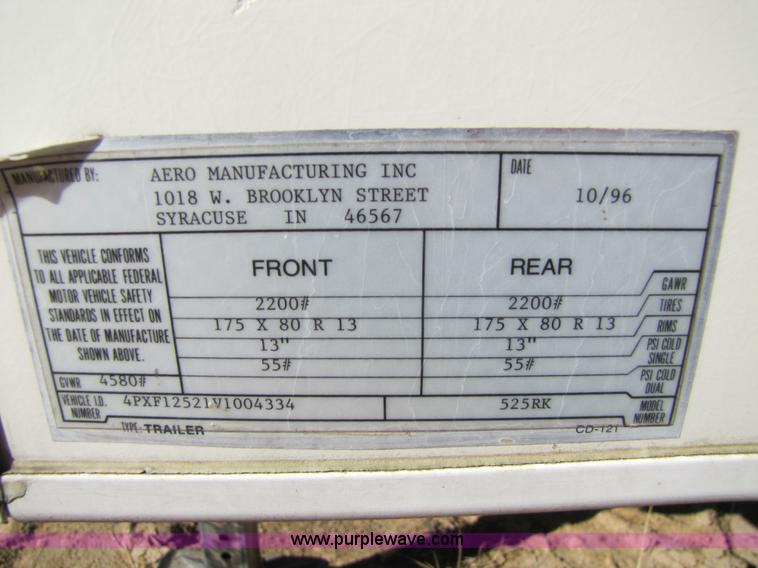 MANUFACTURED BY: AERO MANUFACTURING INC
1018 W. BROOKLYN STREET
SYRACUSE IN 46567
DATE
10/96
THIS VEHICLE CONFORMS
TO ALL APPLICABLE FEDERAL
MOTOR VEHICLE SAFETY
STANDARDS IN EFFECT ON
THE DATE OF MANUFACTURE
SHOWN ABOVE.
FRONT REAR
2200# 2200# GAWR
175 X 80 R 13 175 X 80 R 13 TIRES
13" 13" RIMS
55# 55# PSI COLD
SINGLE
PSI COLD
DUAL
GVWR 4580#
VEHICLE I.D.
NUMBER
4PXF12521V1004334
525RK
MODEL
NUMBER
TYPE: TRAILER
CD-121
www.purplewave.com